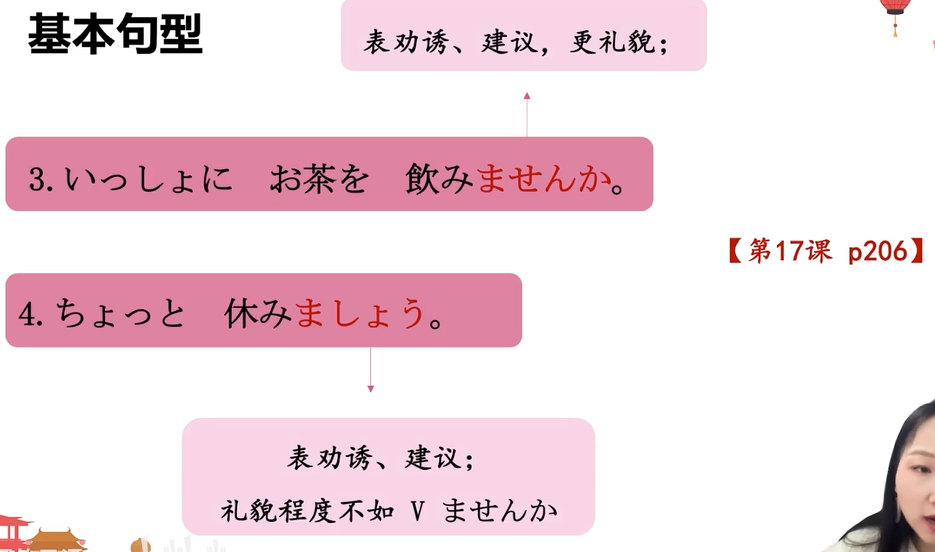 基本句型
表劝诱、建议，更礼貌；
3.いっしょに　お茶を　飲みませんか。
【第17课 p206】
4.ちょっと　休みましょう。
表劝诱、建议；
礼貌程度不如 V ませんか